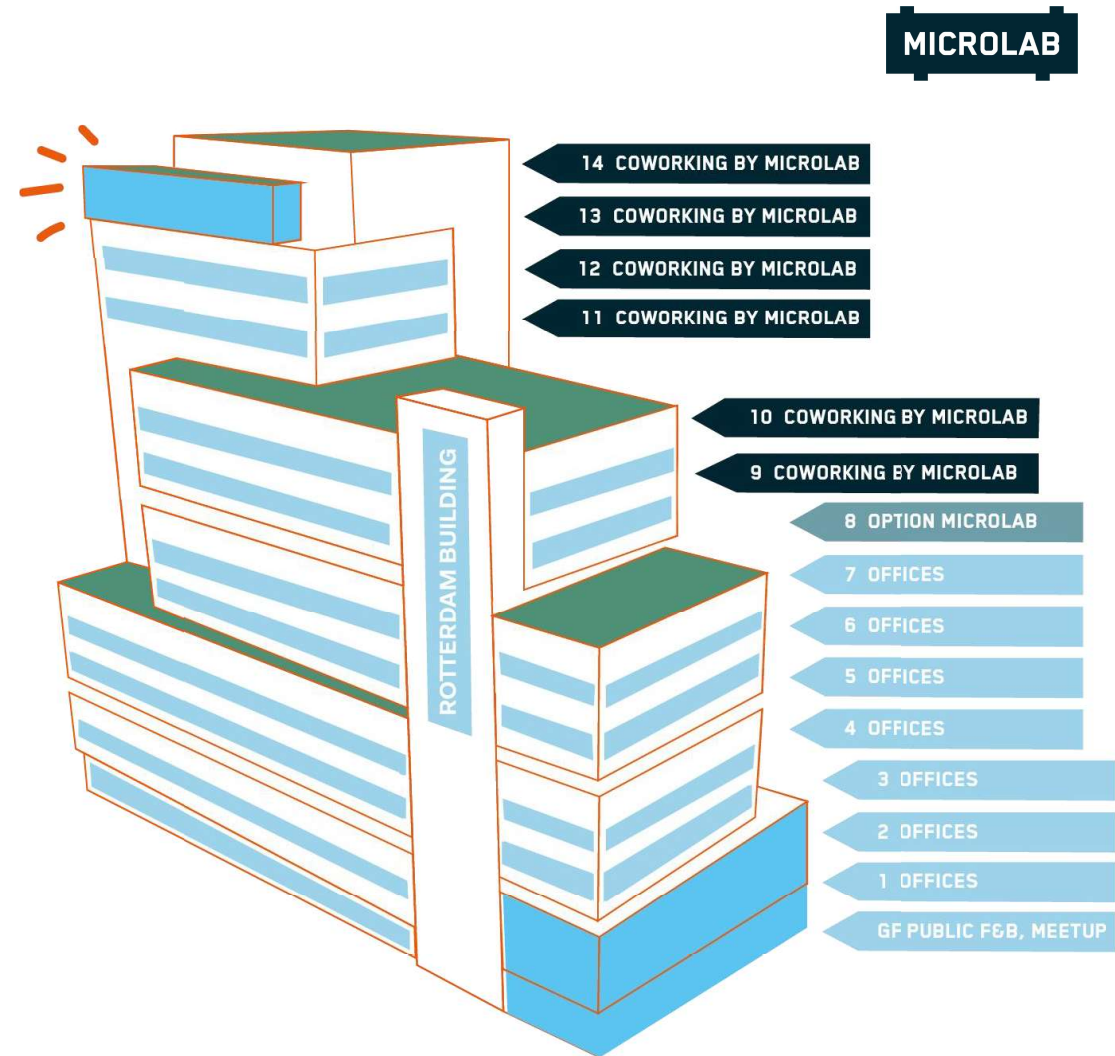 MICROLAB
14 COWORKING BY MICROLAB
13 COWORKING BY MICROLAB
12 COWORKING BY MICROLAB
11 COWORKING BY MICROLAB
10 COWORKING BY MICROLAB
9 COWORKING BY MICROLAB
8 OPTION MICROLAB
7 OFFICES
6 OFFICES
5 OFFICES
4 OFFICES
3 OFFICES
2 OFFICES
1 OFFICES
GF PUBLIC F&B, MEETUP
ROTTERDAM BUILDING